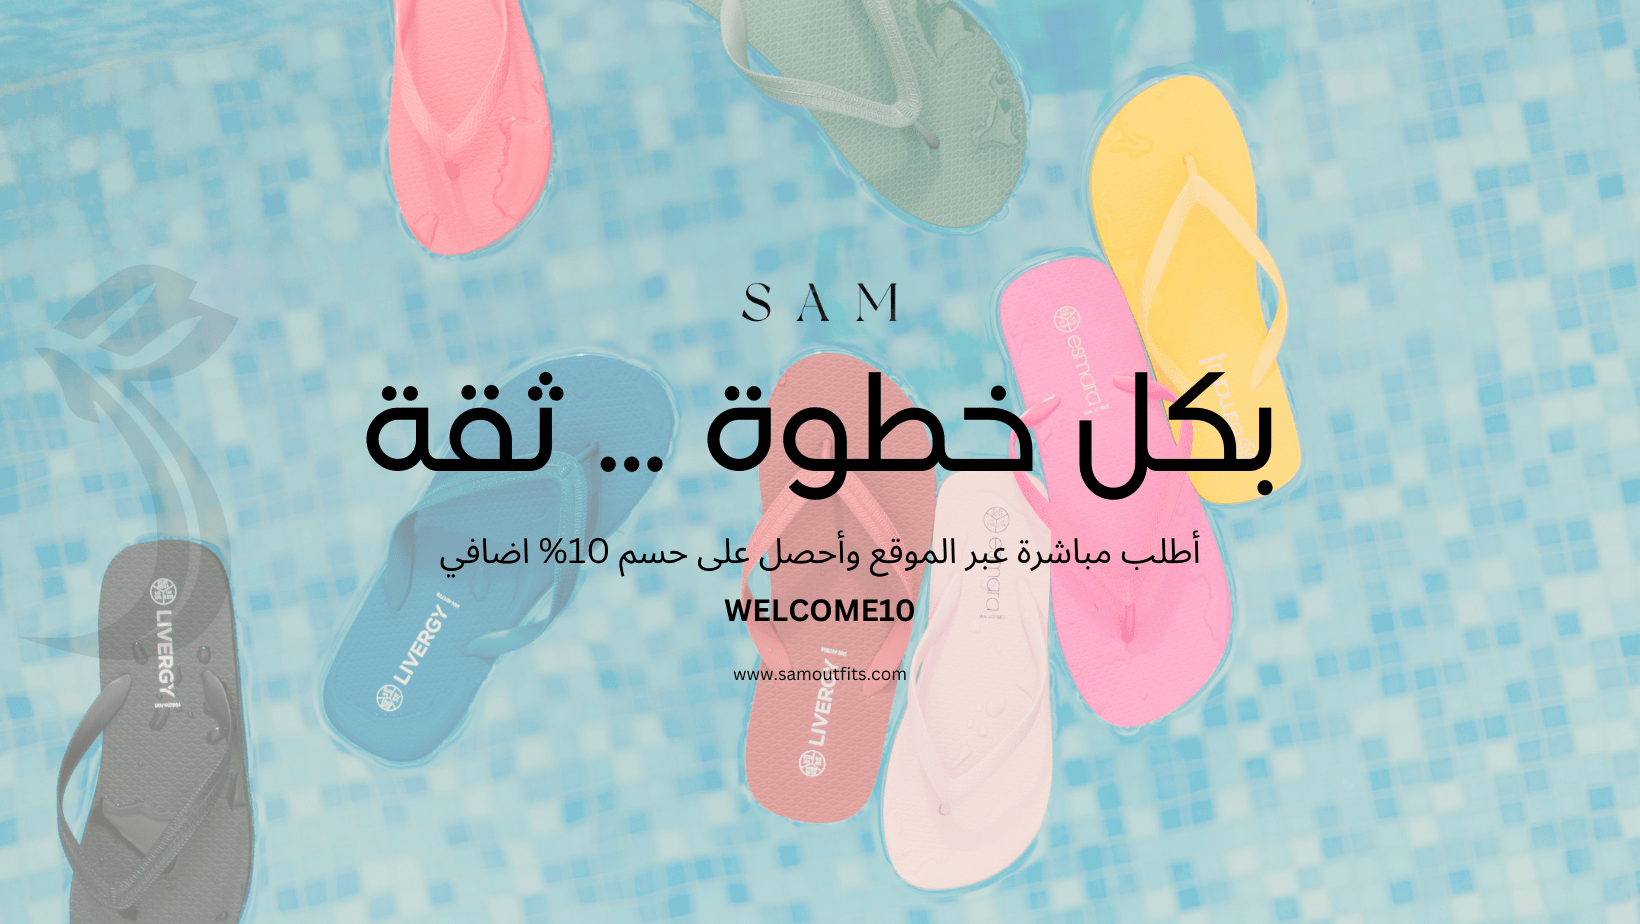 SAM
بكل خطوة ... ثقة
أطلب مباشرة عبر الموقع وأحصل على حسم 10% اضافي
WELCOME10
www.samoutfits.com
esmara
esmara
LIVERGY
LIVERGY
LIVERGY